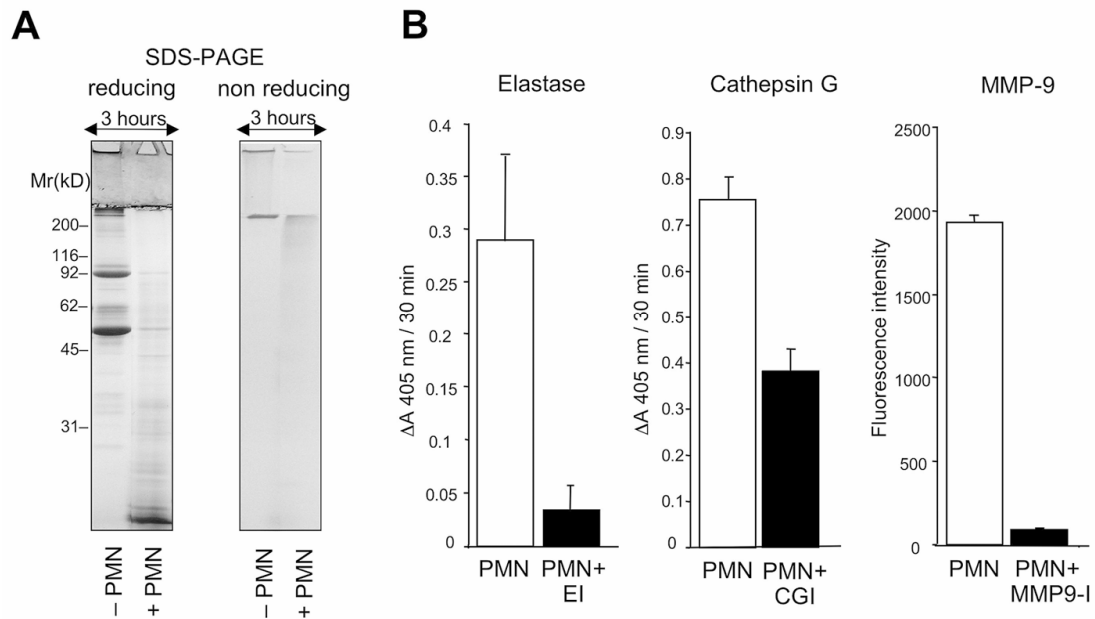 A
SDS-PAGE
reducing
non reducing
3 hours
3 hours
Mr(kD)
200–
116–
92–
62–
45–
31–
– PMN
+ PMN
– PMN
+ PMN
B
Elastase
ΔA 405 nm / 30 min
0.4
0.35
0.3
0.25
0.2
0.15
0.1
0.05
0
PMN
PMN+
EI
Cathepsin G
ΔA 405 nm / 30 min
0.9
0.8
0.7
0.6
0.5
0.4
0.3
0.2
0.1
0
PMN
PMN+
CGI
MMP-9
Fluorescence intensity
2500
2000
1500
1000
500
0
PMN
PMN+
MMP9-I